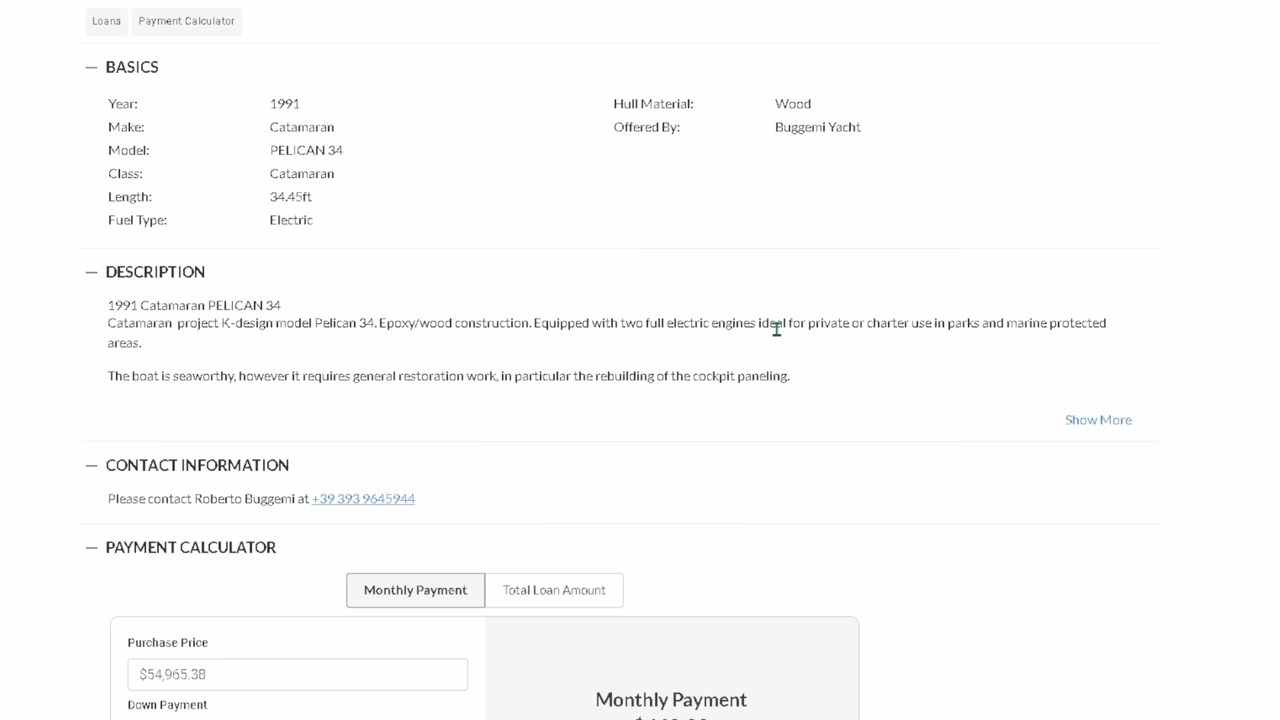 Loans Payment Calculator
— BASICS
Year: 1991 Hull Material: Wood
Make: Catamaran Offered By: Buggemi Yacht
Model: PELICAN 34
Class: Catamaran
Length: 34.45ft
Fuel Type: Electric
— DESCRIPTION
1991 Catamaran PELICAN 34
Catamaran project K-design model Pelican 34. Epoxy/wood construction. Equipped with two full electric engines ideal for private or charter use in parks and marine protected
areas.
The boat is seaworthy, however it requires general restoration work, in particular the rebuilding of the cockpit paneling.
Show More
— CONTACT INFORMATION
Please contact Roberto Buggemi at +39 393 9645944
— PAYMENT CALCULATOR
Monthly Payment Total Loan Amount
Purchase Price
$54,965.38
Monthly Payment
Down Payment